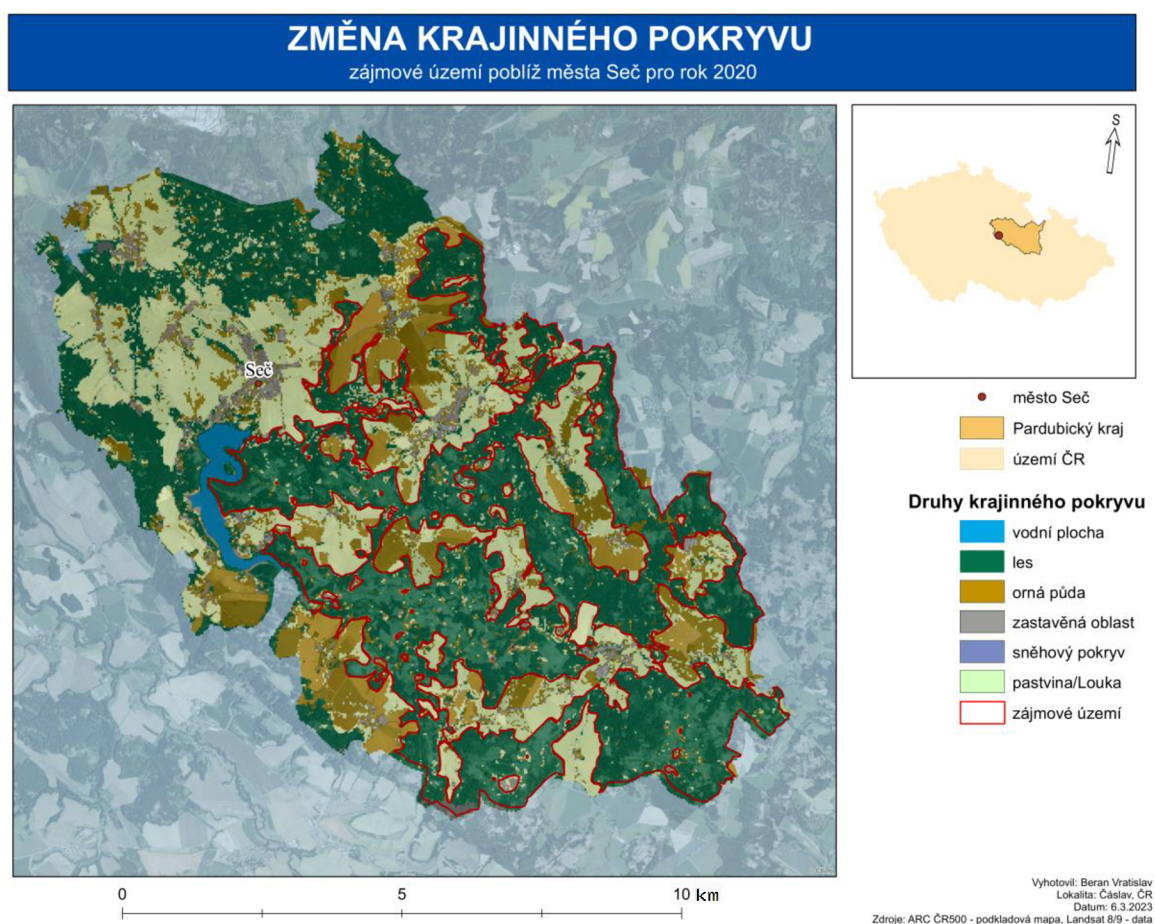 ZMĚNA KRAJINNÉHO POKRYVU
zájmové území poblíž města Seč pro rok 2020
S
Seč
město Seč
Pardubický kraj
území ČR
Druhy krajinného pokryvu
vodní plocha
les
orná půda
zastavěná oblast
sněhový pokryv
pastvina/Louka
zájmové území
0 5 10 km
Vyhotovil: Beran Vratislav
Lokalita: Čáslav, ČR
Datum: 6.3.2023
Zdroje: ARC ČR500 - podkladová mapa, Landsat 8/9 - data